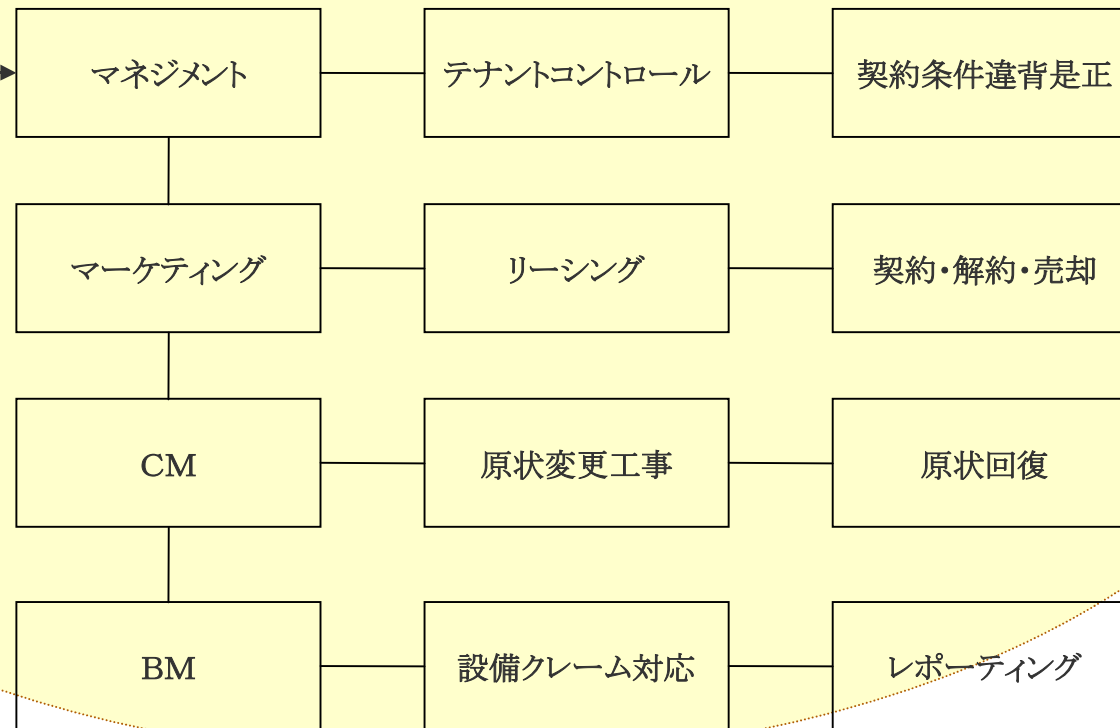 マネジメント
テナントコントロール
契約条件違背是正
マーケティング
リーシング
契約・解約・売却
CM
原状変更工事
原状回復
BM
設備クレーム対応
レポーティング